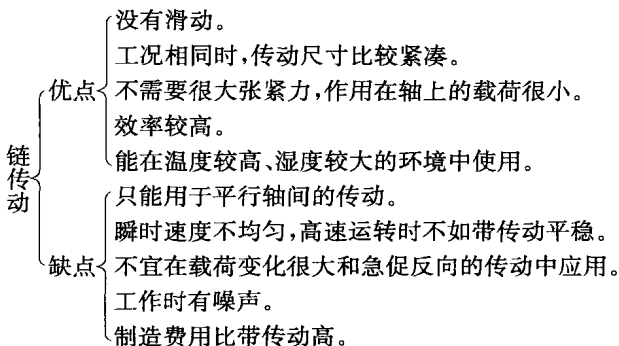 没有滑动。
工况相同时,传动尺寸比较紧凑。
优点
不需要很大张紧力,作用在轴上的载荷很小。
效率较高。
能在温度较高、湿度较大的环境中使用。
链传动
只能用于平行轴间的传动。
瞬时速度不均匀,高速运转时不如带传动平稳。
缺点
不宜在载荷变化很大和急促反向的传动中应用。
工作时有噪声。
制造费用比带传动高。